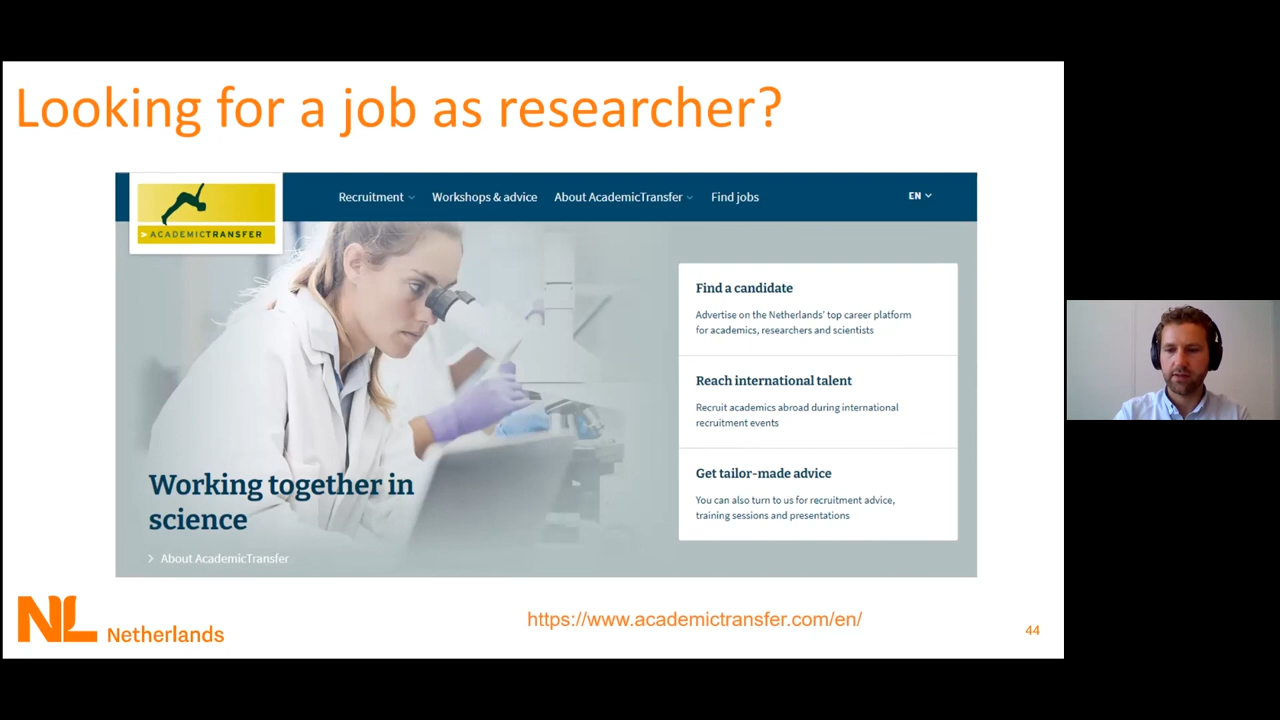 Looking for a job as researcher?
Recruitment Workshops & advice About AcademicTransfer Find jobs EN
> ACADEMICTRANSFER
Find a candidate
Advertise on the Netherlands' top career platform
for academics, researchers and scientists
Reach international talent
Recruit academics abroad during international
recruitment events
Get tailor-made advice
You can also turn to us for recruitment advice,
training sessions and presentations
Working together in
science
> About AcademicTransfer
NL Netherlands
https://www.academictransfer.com/en/
44